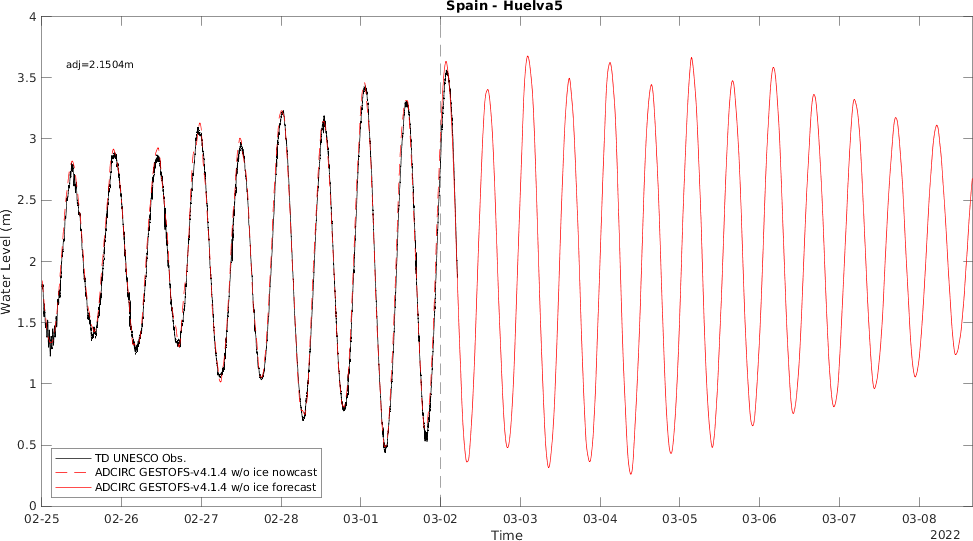 Spain - Huelva5
4
3.5
3
2.5
2
1.5
1
0.5
0
Water Level (m)
adj=2.1504m
TD UNESCO Obs.
ADCIRC GESTOFS-v4.1.4 w/o ice nowcast
ADCIRC GESTOFS-v4.1.4 w/o ice forecast
02-25 02-26 02-27 02-28 03-01 03-02 03-03 03-04 03-05 03-06 03-07 03-08
Time
2022